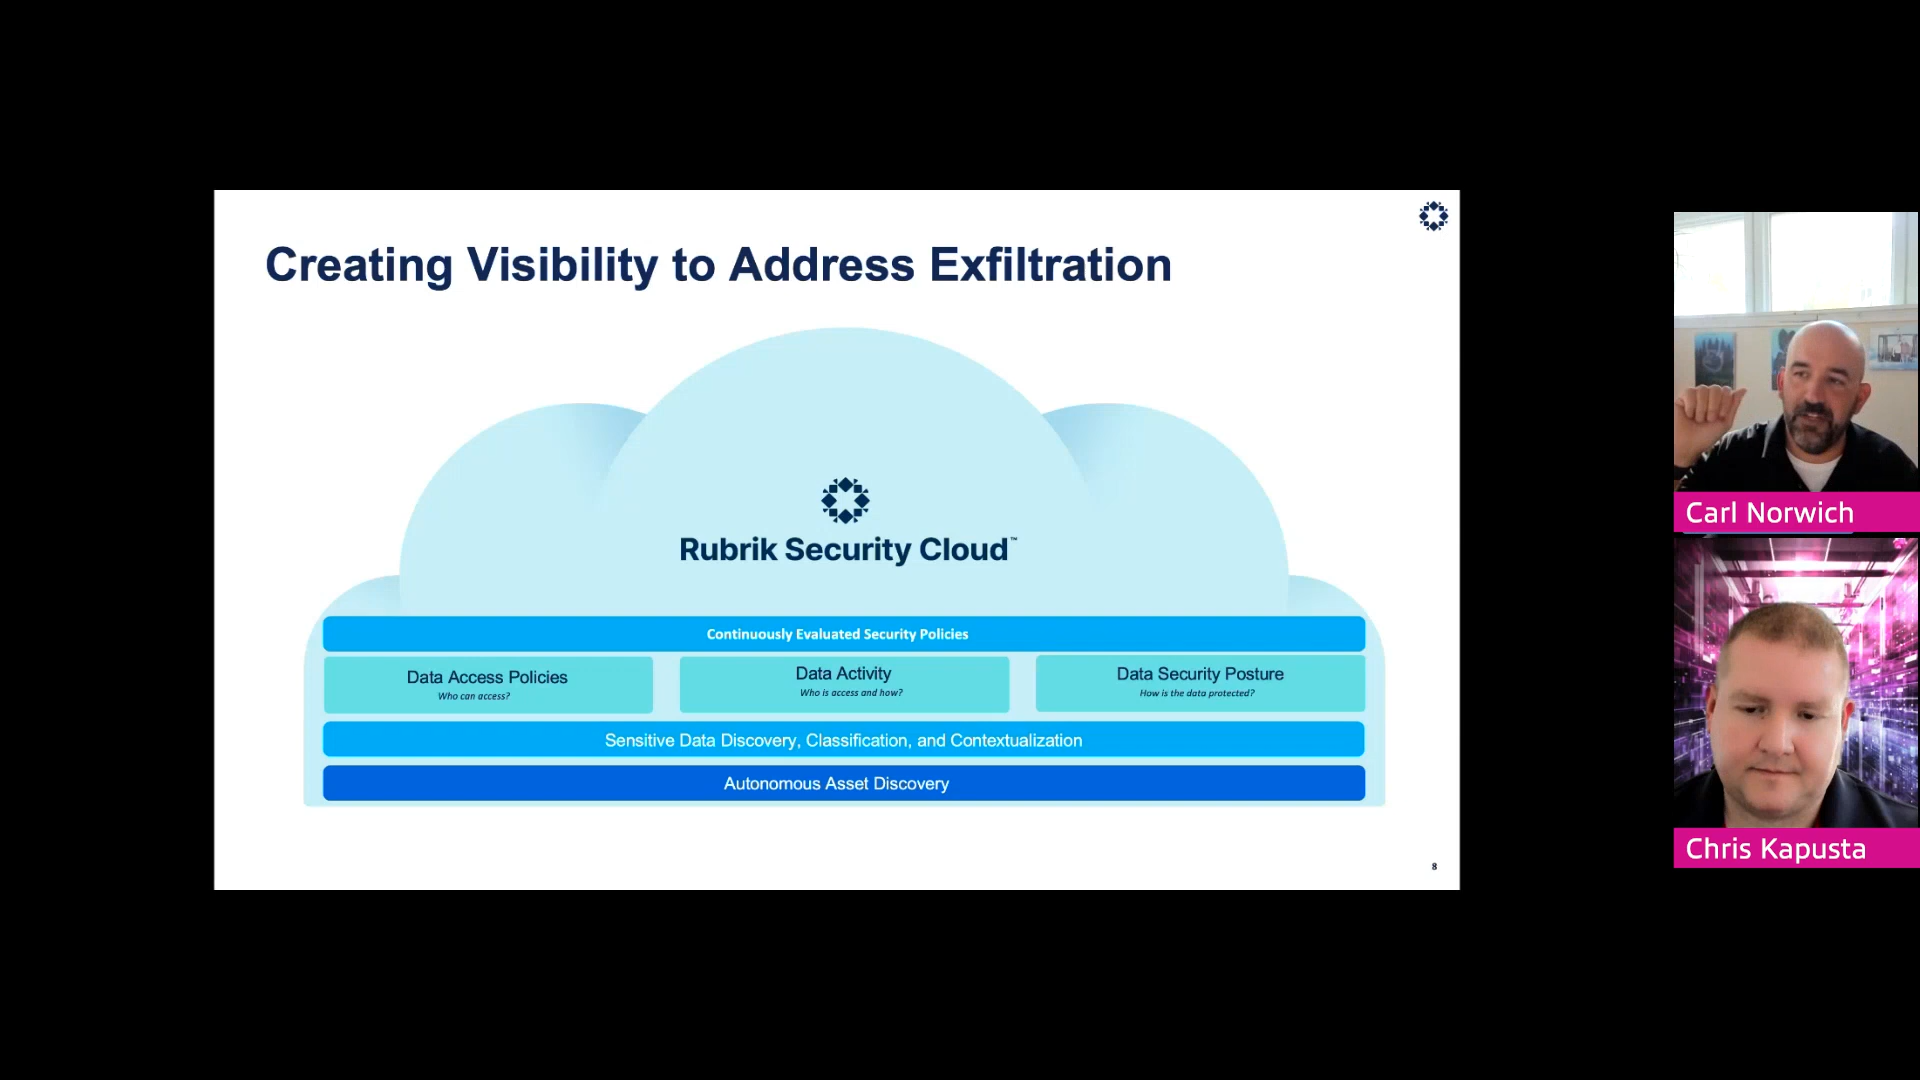 Creating Visibility to Address Exfiltration
Rubrik Security Cloud™
Continuously Evaluated Security Policies
Data Access Policies
Who can access?
Data Activity
Who is access and how?
Data Security Posture
How is the data protected?
Sensitive Data Discovery, Classification, and Contextualization
Autonomous Asset Discovery
8
Carl Norwich
Chris Kapusta